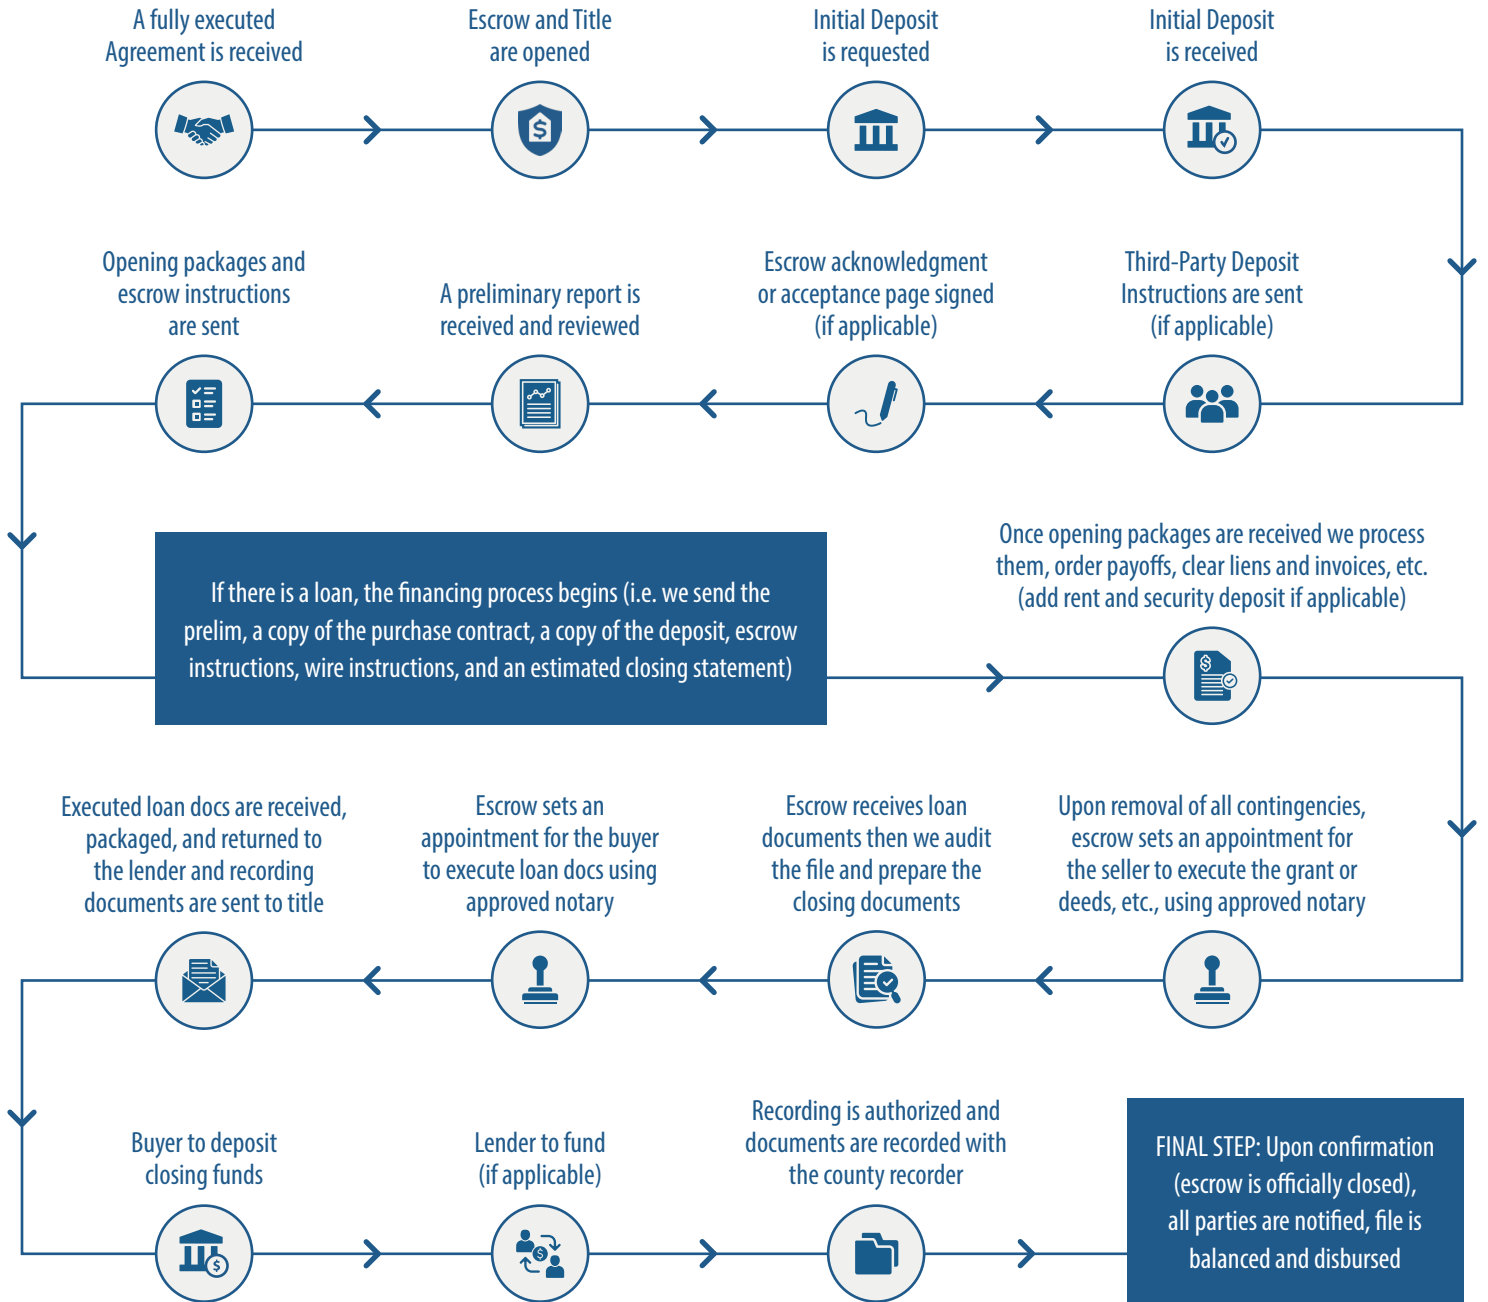 A fully executed
Agreement is received
Escrow and Title
are opened
Initial Deposit
is requested
Initial Deposit
is received
$
Third-Party Deposit
Instructions are sent
(if applicable)
Escrow acknowledgment
or acceptance page signed
(if applicable)
A preliminary report is
received and reviewed
Opening packages and
escrow instructions
are sent
If there is a loan, the financing process begins (i.e. we send the
prelim, a copy of the purchase contract, a copy of the deposit, escrow
instructions, wire instructions, and an estimated closing statement)
Once opening packages are received we process
them, order payoffs, clear liens and invoices, etc.
(add rent and security deposit if applicable)
$
Upon removal of all contingencies,
escrow sets an appointment for
the seller to execute the grant or
deeds, etc., using approved notary
Escrow receives loan
documents then we audit
the file and prepare the
closing documents
Escrow sets an
appointment for the buyer
to execute loan docs using
approved notary
Executed loan docs are received,
packaged, and returned to
the lender and recording
documents are sent to title
Buyer to deposit
closing funds
$
Lender to fund
(if applicable)
$
Recording is authorized and
documents are recorded with
the county recorder
FINAL STEP: Upon confirmation
(escrow is officially closed),
all parties are notified, file is
balanced and disbursed